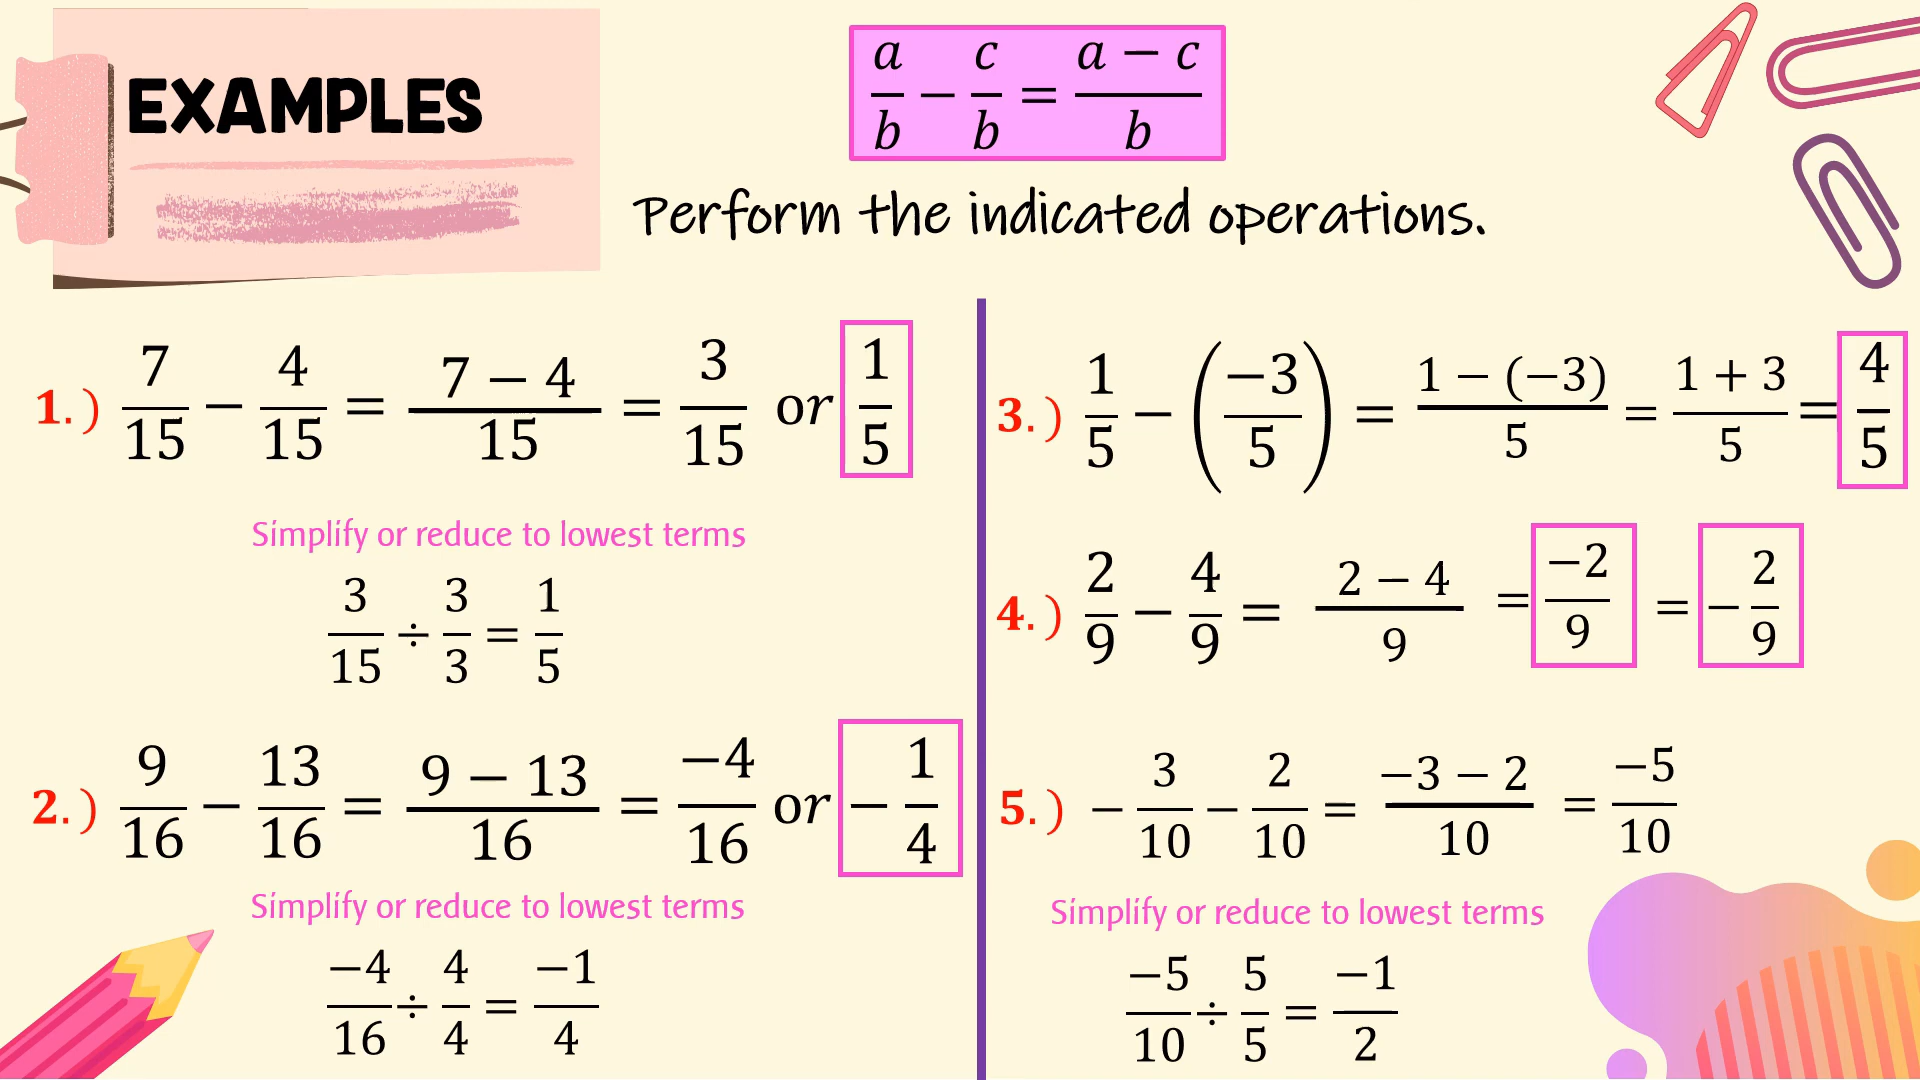 EXAMPLES
a/b − c/b = (a − c)/b
Perform the indicated operations.
1.) 7/15 − 4/15 = (7 − 4)/15 = 3/15 or 1/5
Simplify or reduce to lowest terms
3/15 ÷ 3/3 = 1/5
2.) 9/16 − 13/16 = (9 − 13)/16 = −4/16 or − 1/4
Simplify or reduce to lowest terms
−4/16 ÷ 4/4 = −1/4
3.) 1/5 − (−3/5) = (1 − (−3))/5 = (1 + 3)/5 = 4/5
4.) 2/9 − 4/9 = (2 − 4)/9 = −2/9 = − 2/9
5.) − 3/10 − 2/10 = (−3 − 2)/10 = −5/10
Simplify or reduce to lowest terms
−5/10 ÷ 5/5 = −1/2